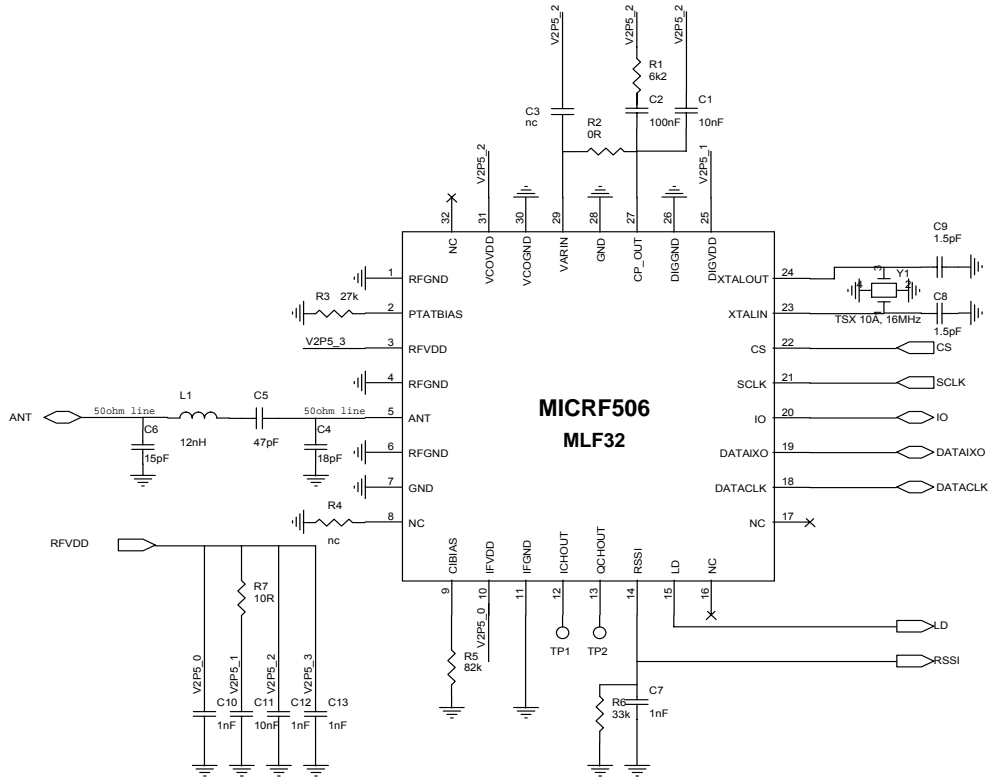 V2P5_2
V2P5_2
V2P5_2
R1
6k2
C3
nc
C2
100nF
C1
10nF
R2
0R
V2P5_2
V2P5_1
32
31
30
29
28
27
26
25
NC
VCOVDD
VCOGND
VARIN
GND
CP_OUT
DIGGND
DIGVDD
C9
1.5pF
1
RFGND
XTALOUT
24
3
Y1
4
2
R3
27k
2
PTATBIAS
XTALIN
23
1
TSX 10A, 16MHz
C8
1.5pF
V2P5_3
3
RFVDD
CS
22
CS
4
RFGND
SCLK
21
SCLK
ANT
50ohm line
L1
12nH
C5
47pF
50ohm line
5
ANT
MICRF506
MLF32
IO
20
IO
C6
15pF
C4
18pF
6
RFGND
DATAIXO
19
DATAIXO
7
GND
DATACLK
18
DATACLK
R4
nc
8
NC
NC
17
RFVDD
CIBIAS
IFVDD
IFGND
ICHOUT
QCHOUT
RSSI
LD
NC
9
10
11
12
13
14
15
16
R7
10R
V2P5_0
TP1
TP2
LD
R5
82k
RSSI
V2P5_0
V2P5_1
V2P5_2
V2P5_3
R6
33k
C7
1nF
C10
1nF
C11
10nF
C12
1nF
C13
1nF